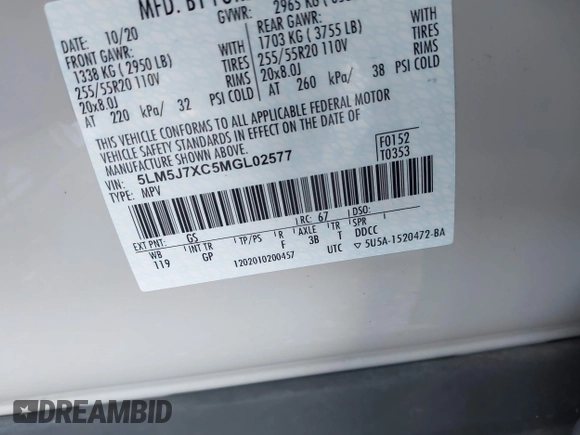 MFD. BY
GVWR: 2965 KG
DATE: 10/20
FRONT GAWR:
1338 KG ( 2950 LB)
255/55R20 110V TIRES
20x8.0J RIMS
AT 220 kPa/ 32 PSI COLD
REAR GAWR:
1703 KG ( 3755 LB)
255/55R20 110V TIRES
20x8.0J RIMS
AT 260 kPa/ 38 PSI COLD
THIS VEHICLE CONFORMS TO ALL APPLICABLE FEDERAL MOTOR
VEHICLE SAFETY STANDARDS IN EFFECT ON THE DATE OF
MANUFACTURE SHOWN ABOVE.
VIN: 5LM5J7XC5MGL02577
TYPE: MPV
F0152
T0353
EXT PNT: GS RC: 67 DSO:
WB INT TR TP/PS R AXLE TR SPR
119 GP F 3B T DDCC
1202010200457 UTC ▽ 5U5A-1520472-BA
DREAMBID